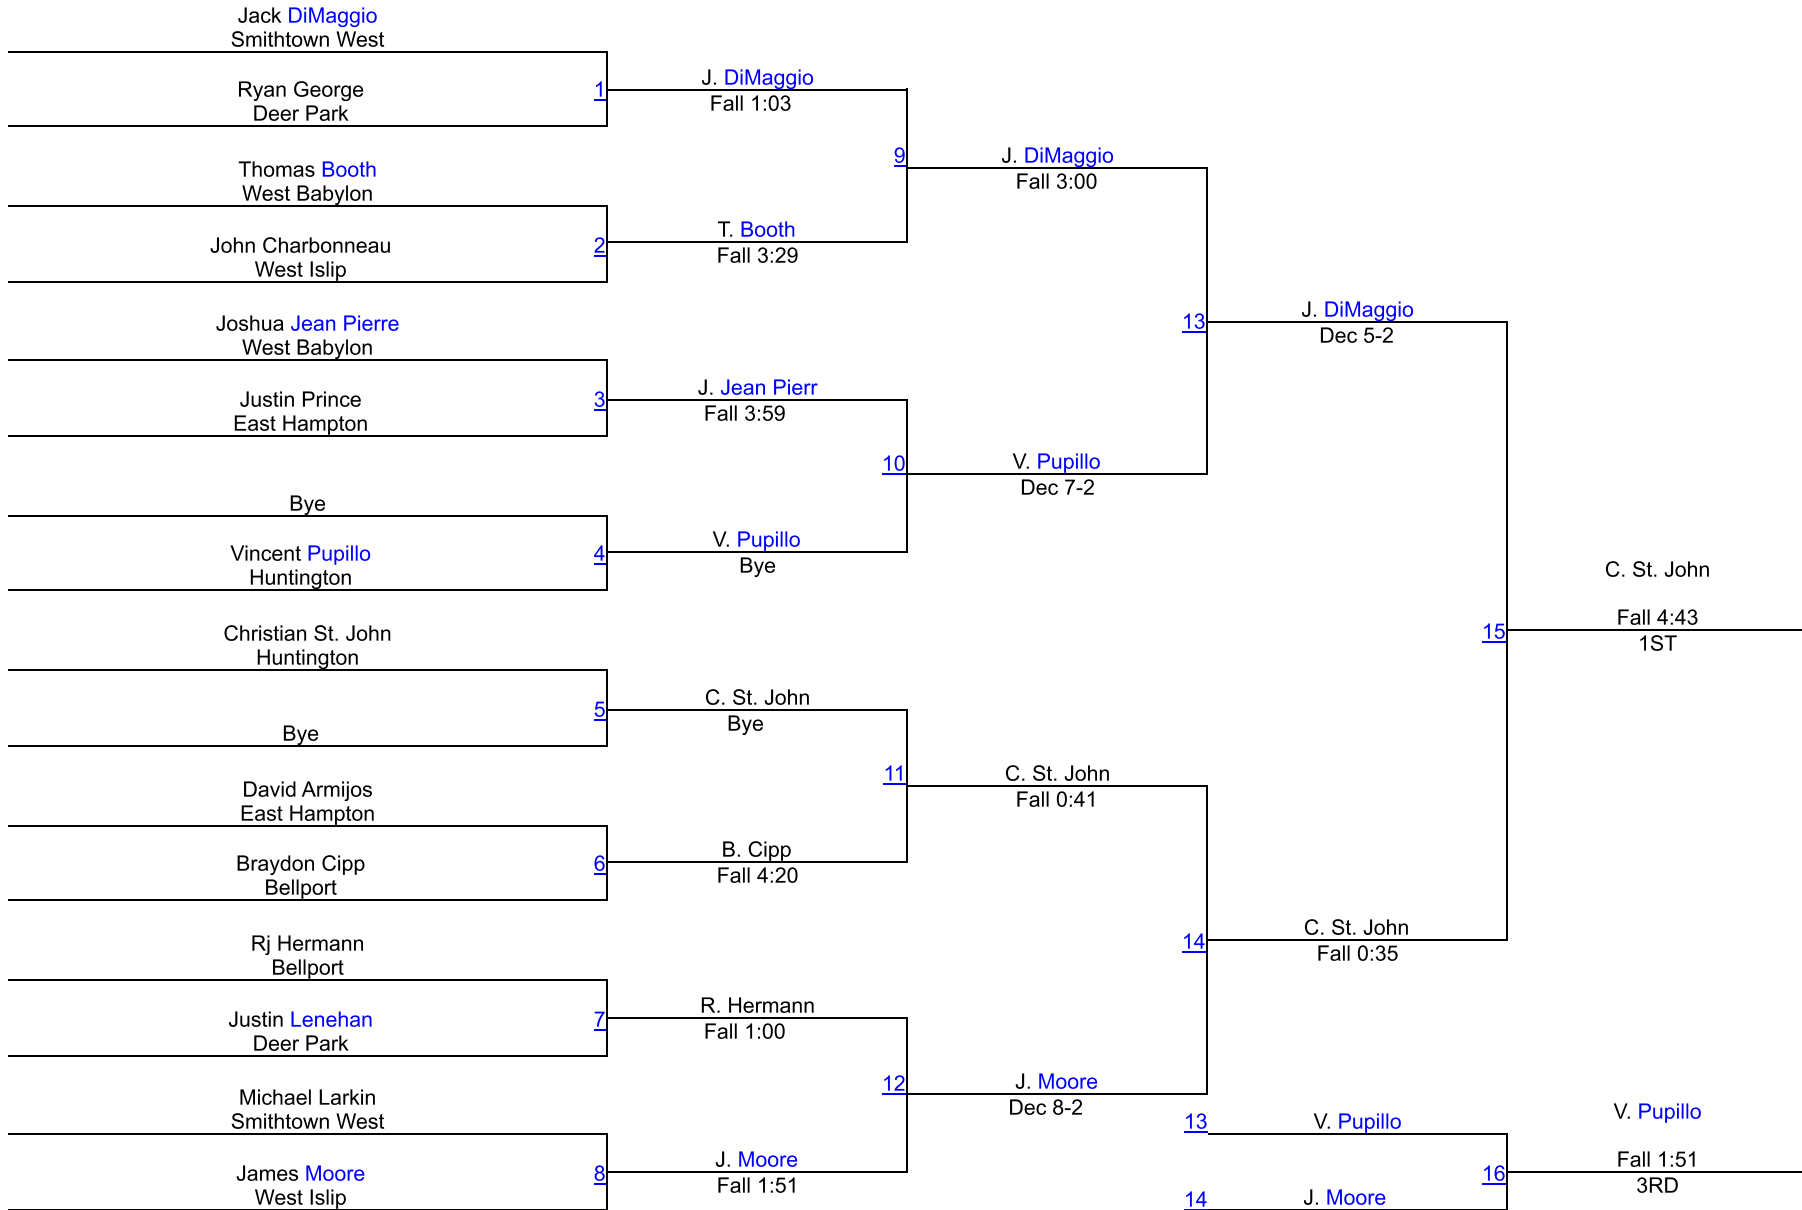 Jack DiMaggio
Smithtown West
Ryan George
Deer Park
1
J. DiMaggio
Fall 1:03
Thomas Booth
West Babylon
John Charbonneau
West Islip
2
T. Booth
Fall 3:29
9
J. DiMaggio
Fall 3:00
Joshua Jean Pierre
West Babylon
Justin Prince
East Hampton
3
J. Jean Pierr
Fall 3:59
Bye
Vincent Pupillo
Huntington
4
V. Pupillo
Bye
10
V. Pupillo
Dec 7-2
13
J. DiMaggio
Dec 5-2
Christian St. John
Huntington
Bye
5
C. St. John
Bye
David Armijos
East Hampton
Braydon Cipp
Bellport
6
B. Cipp
Fall 4:20
11
C. St. John
Fall 0:41
Rj Hermann
Bellport
Justin Lenehan
Deer Park
7
R. Hermann
Fall 1:00
Michael Larkin
Smithtown West
James Moore
West Islip
8
J. Moore
Fall 1:51
12
J. Moore
Dec 8-2
14
C. St. John
Fall 0:35
15
C. St. John
Fall 4:43
1ST
13
V. Pupillo
14
J. Moore
16
V. Pupillo
Fall 1:51
3RD